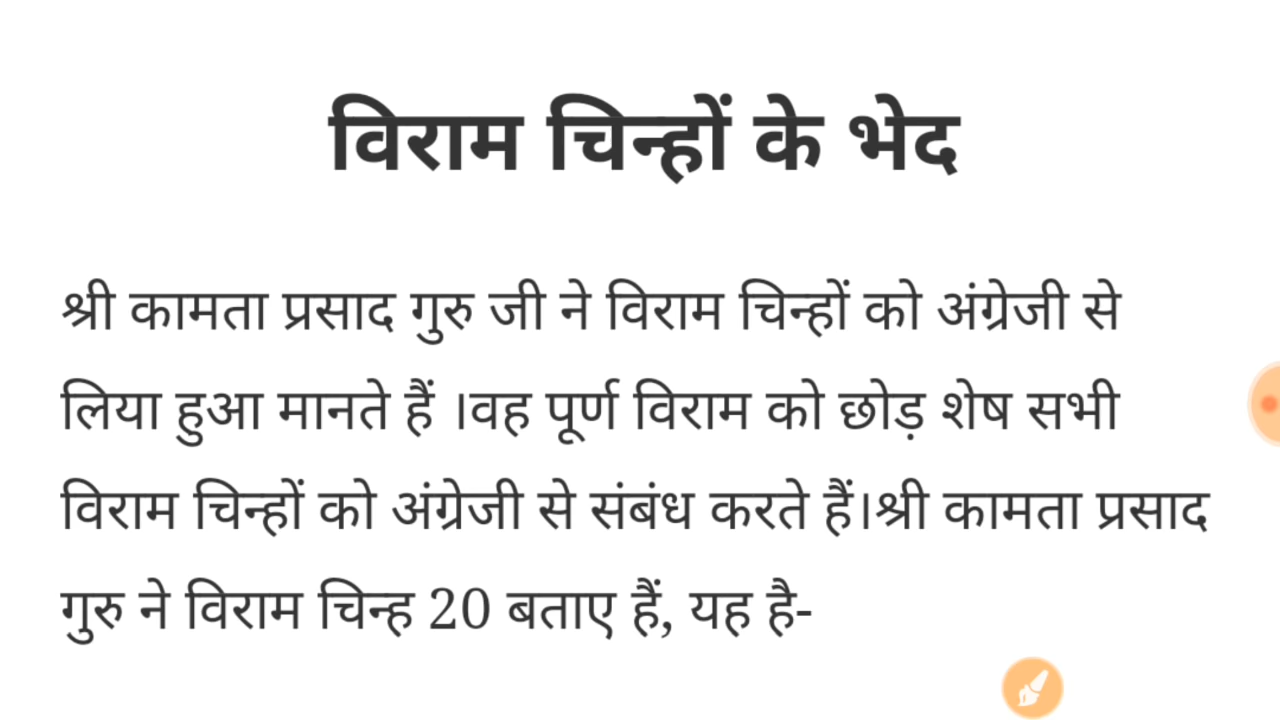 विराम चिन्हों के भेद
श्री कामता प्रसाद गुरु जी ने विराम चिन्हों को अंग्रेजी से
लिया हुआ मानते हैं ।वह पूर्ण विराम को छोड़ शेष सभी
विराम चिन्हों को अंग्रेजी से संबंध करते हैं।श्री कामता प्रसाद
गुरु ने विराम चिन्ह 20 बताए हैं, यह है-